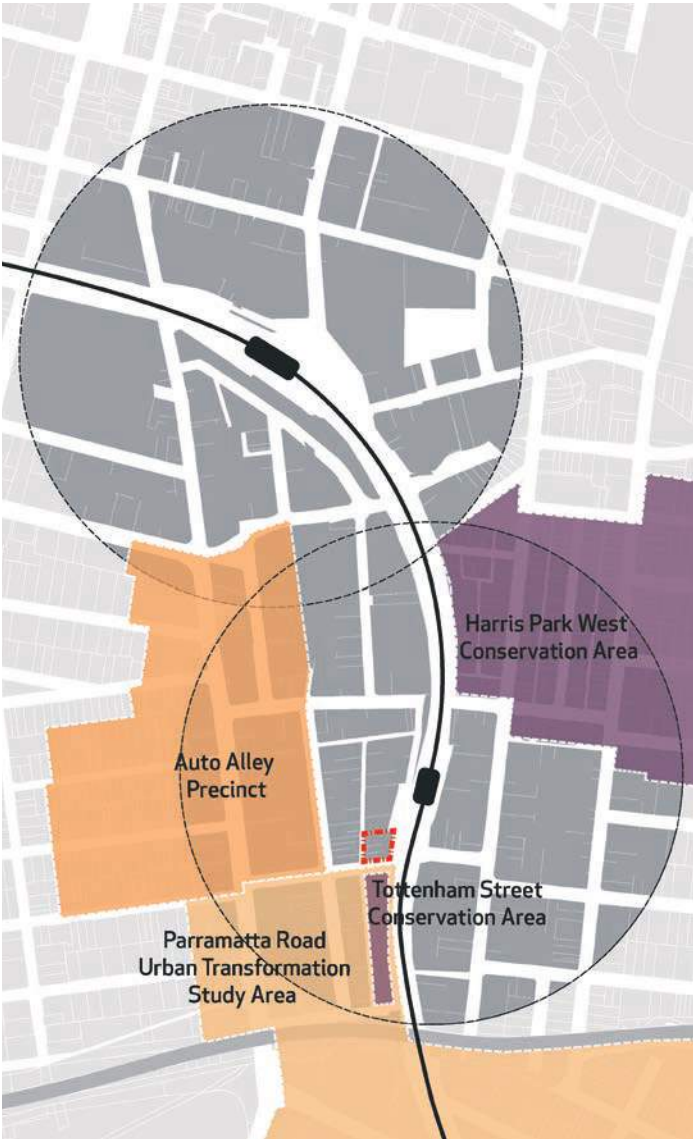 Harris Park West
Conservation Area
Auto Alley
Precinct
Tottenham Street
Conservation Area
Parramatta Road
Urban Transformation
Study Area